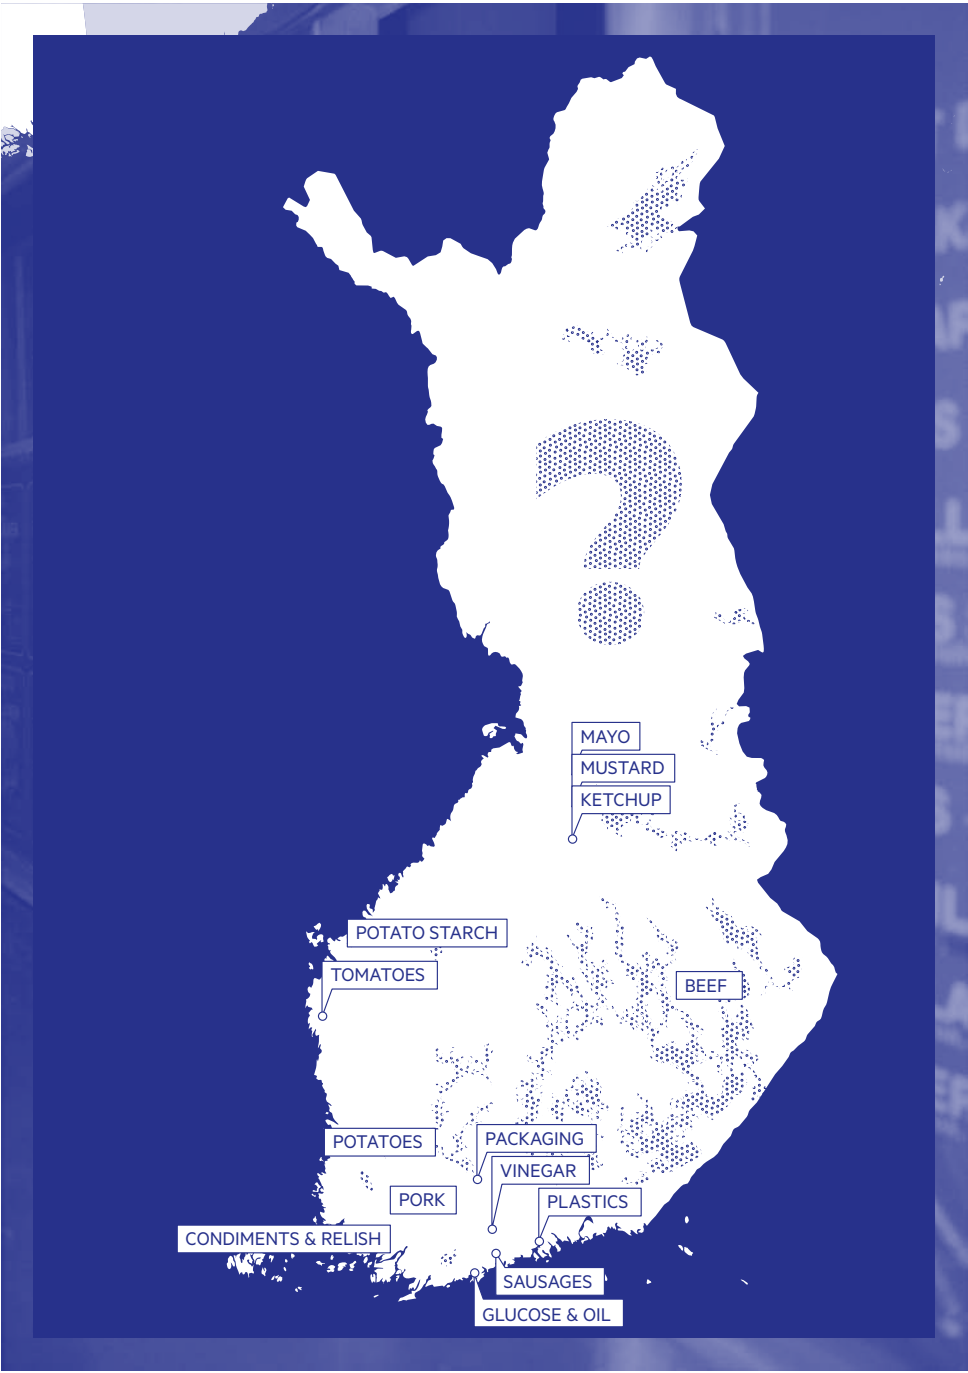 ?
MAYO
MUSTARD
KETCHUP
POTATO STARCH
TOMATOES
BEEF
POTATOES
PACKAGING
VINEGAR
PORK
PLASTICS
CONDIMENTS & RELISH
SAUSAGES
GLUCOSE & OIL